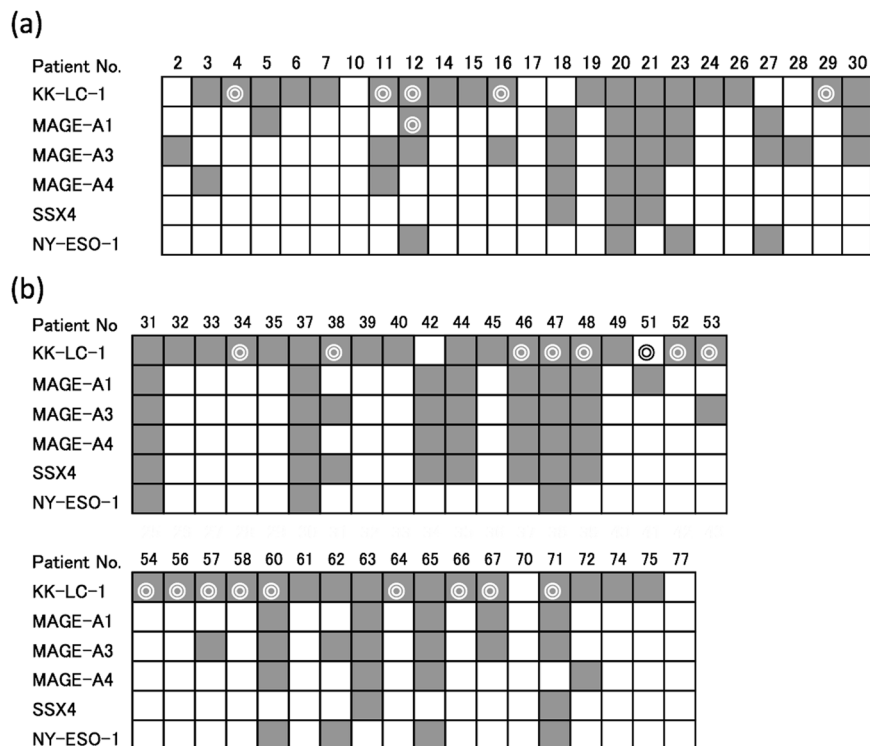 (a)
Patient No. 2 3 4 5 6 7 10 11 12 14 15 16 17 18 19 20 21 23 24 26 27 28 29 30
KK-LC-1
MAGE-A1
MAGE-A3
MAGE-A4
SSX4
NY-ESO-1
(b)
Patient No 31 32 33 34 35 37 38 39 40 42 44 45 46 47 48 49 51 52 53
KK-LC-1
MAGE-A1
MAGE-A3
MAGE-A4
SSX4
NY-ESO-1
Patient No. 54 56 57 58 60 61 62 63 64 65 66 67 70 71 72 74 75 77
KK-LC-1
MAGE-A1
MAGE-A3
MAGE-A4
SSX4
NY-ESO-1